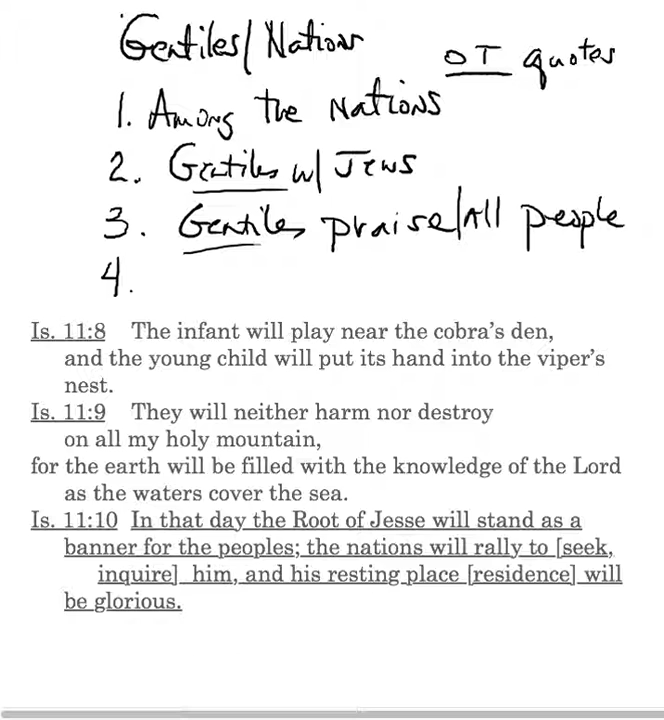 Gentiles/Nations OT quotes
1. Among the Nations
2. Gentiles w/ Jews
3. Gentiles praise/All people
4.
Is. 11:8 The infant will play near the cobra’s den,
and the young child will put its hand into the viper’s
nest.
Is. 11:9 They will neither harm nor destroy
on all my holy mountain,
for the earth will be filled with the knowledge of the Lord
as the waters cover the sea.
Is. 11:10 In that day the Root of Jesse will stand as a
banner for the peoples; the nations will rally to [seek,
inquire] him, and his resting place [residence] will
be glorious.